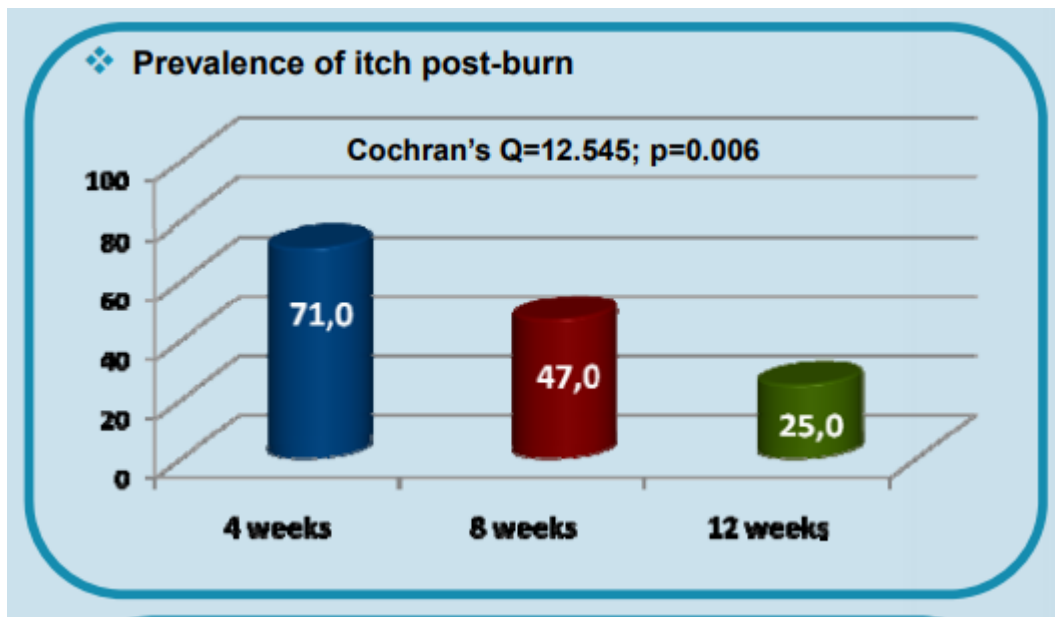 ❖ Prevalence of itch post-burn
Cochran's Q=12.545; p=0.006
100
80
60
40
20
0
71,0
47,0
25,0
4 weeks
8 weeks
12 weeks